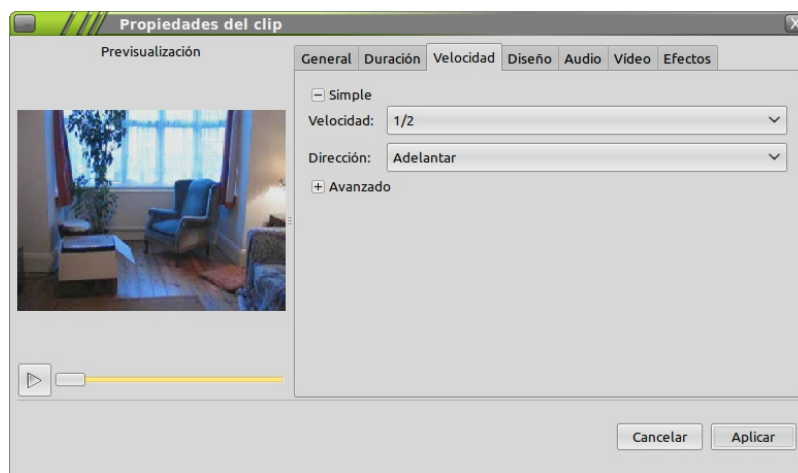 Propiedades del clip
Previsualización
General Duración Velocidad Diseño Audio Vídeo Efectos
Simple
Velocidad: 1/2
Dirección: Adelantar
Avanzado
Cancelar Aplicar